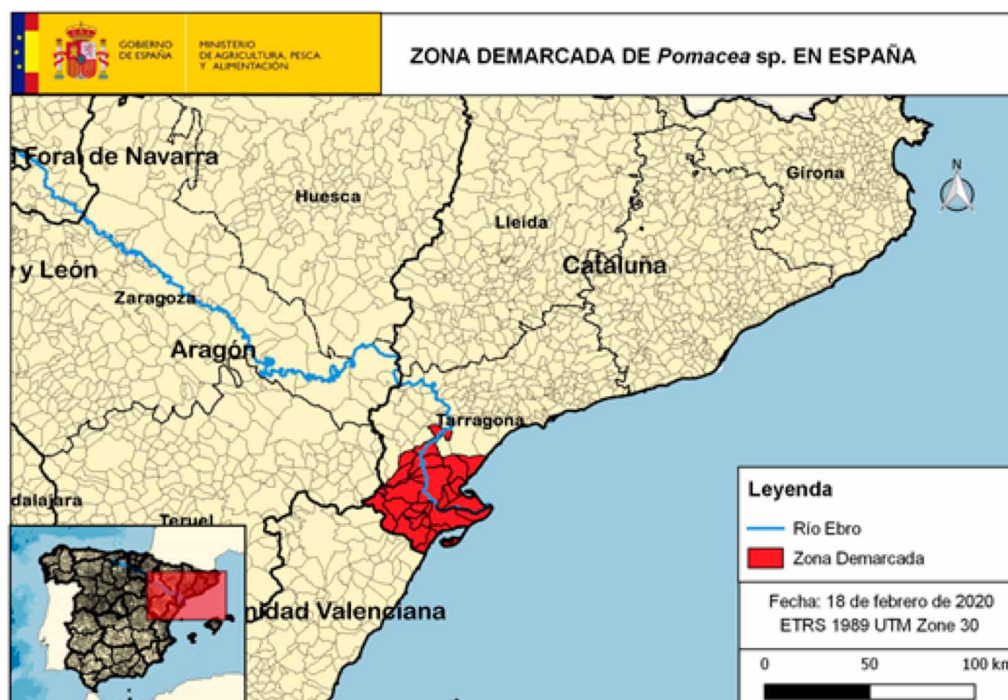 GOBIERNO
DE ESPAÑA
MINISTERIO
DE AGRICULTURA, PESCA
Y ALIMENTACIÓN
ZONA DEMARCADA DE Pomacea sp. EN ESPAÑA
Foral de Navarra
Huesca
Girona
N
Lleida
y León
Cataluña
Zaragoza
Aragón
Tarragona
dalajara
Teruel
nidad Valenciana
Leyenda
Río Ebro
Zona Demarcada
Fecha: 18 de febrero de 2020
ETRS 1989 UTM Zone 30
0 50 100 km